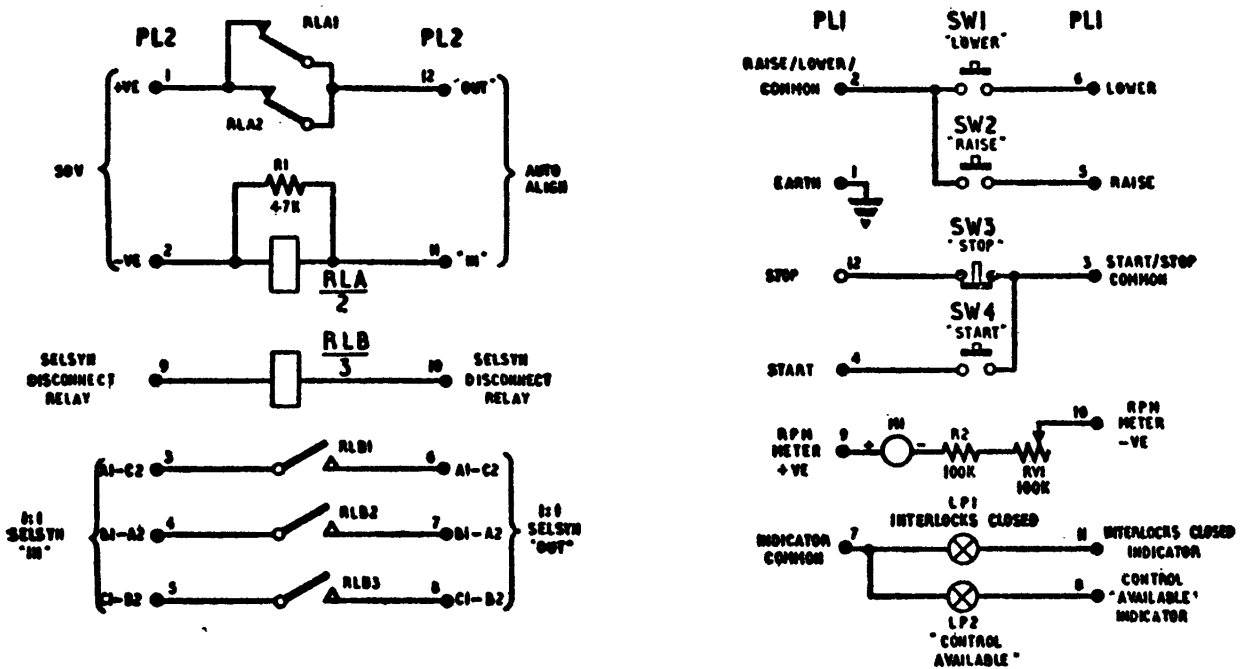 RLA1
PL2
PL2
+VE
1
12
"OUT"
RLA2
50V
R1
47K
AUTO
ALIGN
-VE
2
11
"IN"
RLA
2
RLB
3
SELSYN
DISCONNECT
RELAY
9
10
SELSYN
DISCONNECT
RELAY
RLB1
A1-C2
3
6
A1-C2
1:1
SELSYN
"IN"
RLB2
B1-A2
4
7
B1-A2
1:1
SELSYN
"OUT"
RLB3
C1-B2
5
8
C1-B2
PL1
SW1
PL1
"LOWER"
RAISE/LOWER/
COMMON
2
6
LOWER
SW2
"RAISE"
EARTH
1
5
RAISE
SW3
"STOP"
STOP
12
3
START/STOP
COMMON
SW4
"START"
START
4
RPM
METER
+VE
9
+
M1
-
R2
100K
RV1
100K
10
RPM
METER
-VE
LP1
INTERLOCKS CLOSED
INDICATOR
COMMON
7
11
INTERLOCKS CLOSED
INDICATOR
8
CONTROL
"AVAILABLE"
INDICATOR
LP2
"CONTROL
AVAILABLE"